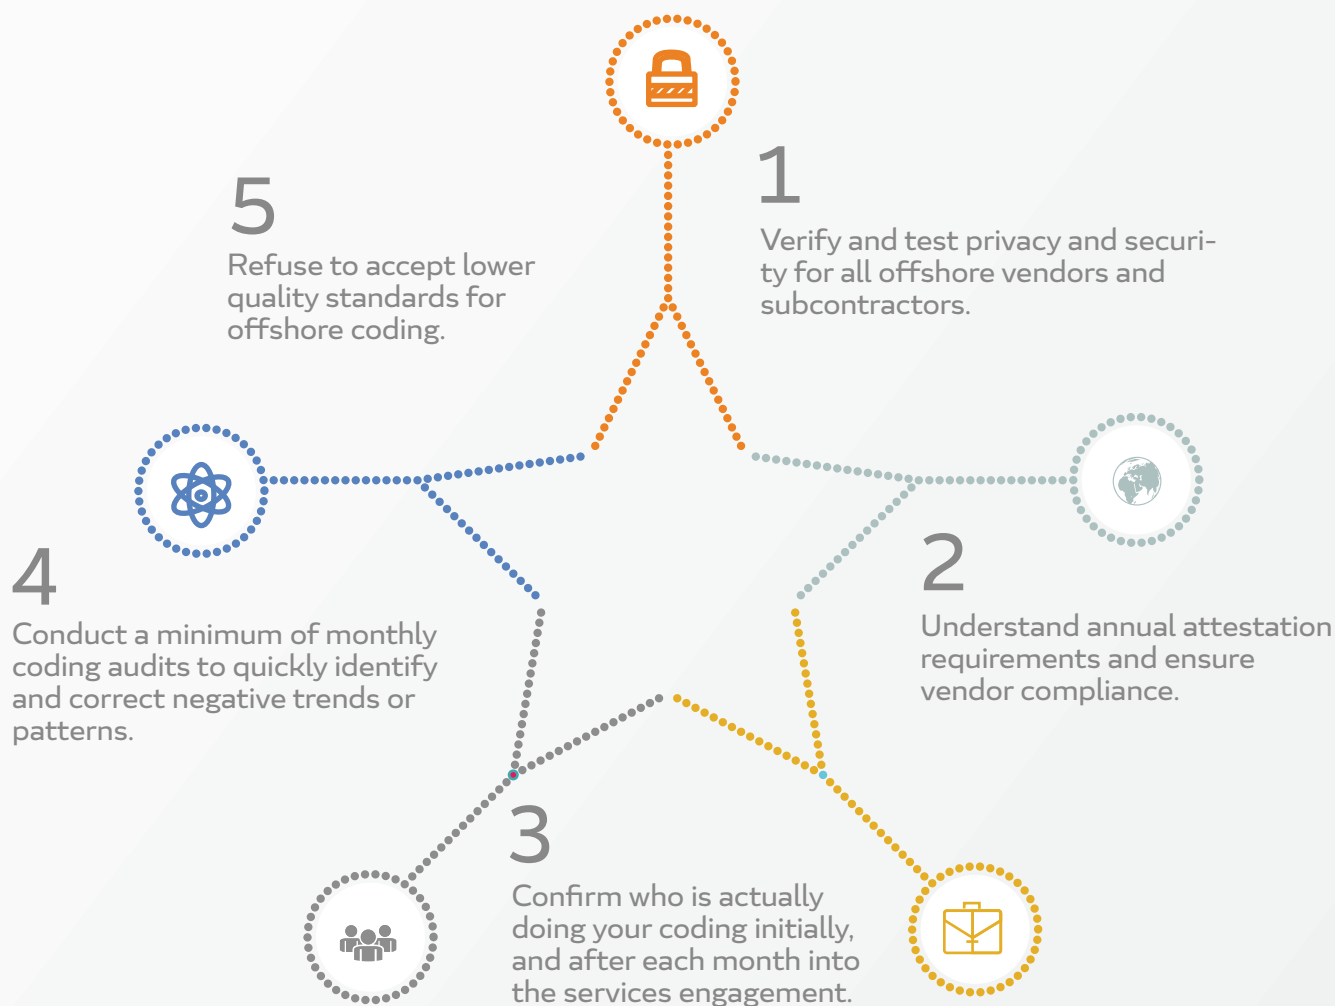 1
Verify and test privacy and securi-
ty for all offshore vendors and
subcontractors.
2
Understand annual attestation
requirements and ensure
vendor compliance.
3
Confirm who is actually
doing your coding initially,
and after each month into
the services engagement.
4
Conduct a minimum of monthly
coding audits to quickly identify
and correct negative trends or
patterns.
5
Refuse to accept lower
quality standards for
offshore coding.